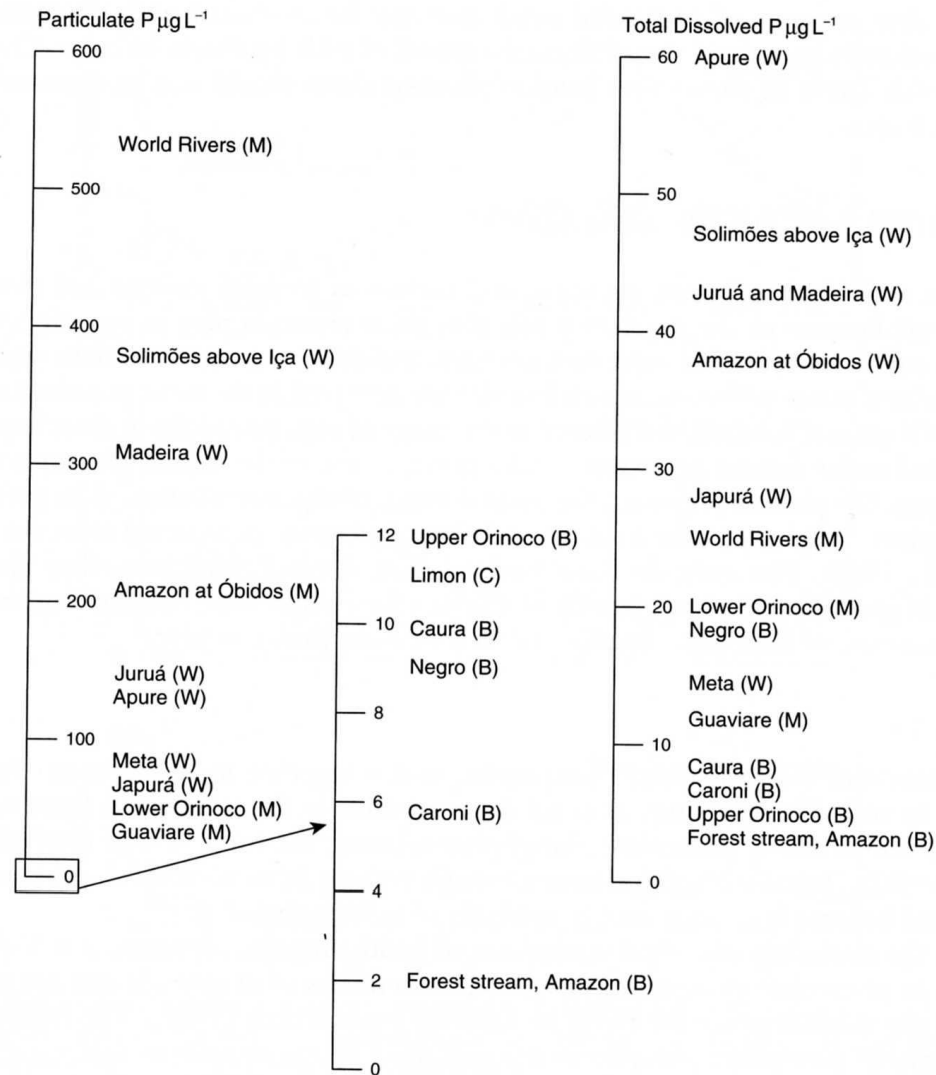 Particulate P µg L⁻¹
600
World Rivers (M)
500
400
Solimões above Iça (W)
300
Madeira (W)
200
Amazon at Óbidos (M)
Juruá (W)
Apure (W)
100
Meta (W)
Japurá (W)
Lower Orinoco (M)
Guaviare (M)
0
12 Upper Orinoco (B)
Limon (C)
10
Caura (B)
Negro (B)
8
6
Caroni (B)
4
2
Forest stream, Amazon (B)
0
Total Dissolved P µg L⁻¹
60 Apure (W)
50
Solimões above Iça (W)
Juruá and Madeira (W)
40
Amazon at Óbidos (W)
30
Japurá (W)
World Rivers (M)
20 Lower Orinoco (M)
Negro (B)
Meta (W)
Guaviare (M)
10
Caura (B)
Caroni (B)
Upper Orinoco (B)
Forest stream, Amazon (B)
0